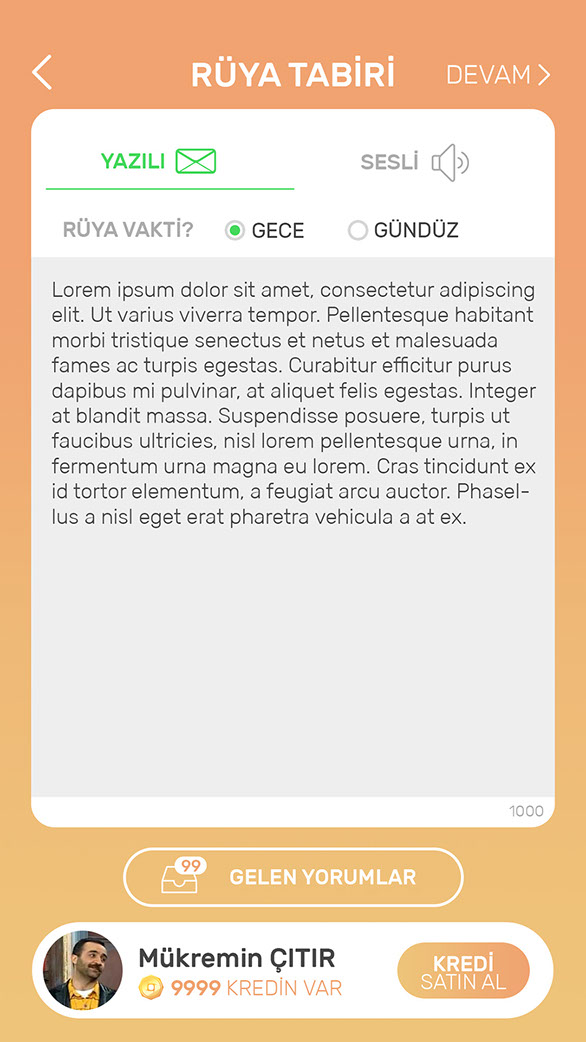 RÜYA TABİRİ
DEVAM
YAZILI
SESLİ
RÜYA VAKTİ?
GECE
GÜNDÜZ
Lorem ipsum dolor sit amet, consectetur adipiscing
elit. Ut varius viverra tempor. Pellentesque habitant
morbi tristique senectus et netus et malesuada
fames ac turpis egestas. Curabitur efficitur purus
dapibus mi pulvinar, at aliquet felis egestas. Integer
at blandit massa. Suspendisse posuere, turpis ut
faucibus ultricies, nisl lorem pellentesque urna, in
fermentum urna magna eu lorem. Cras tincidunt ex
id tortor elementum, a feugiat arcu auctor. Phasel-
lus a nisl eget erat pharetra vehicula a at ex.
1000
99
GELEN YORUMLAR
Mükremin ÇITIR
9999 KREDİN VAR
KREDİ
SATIN AL